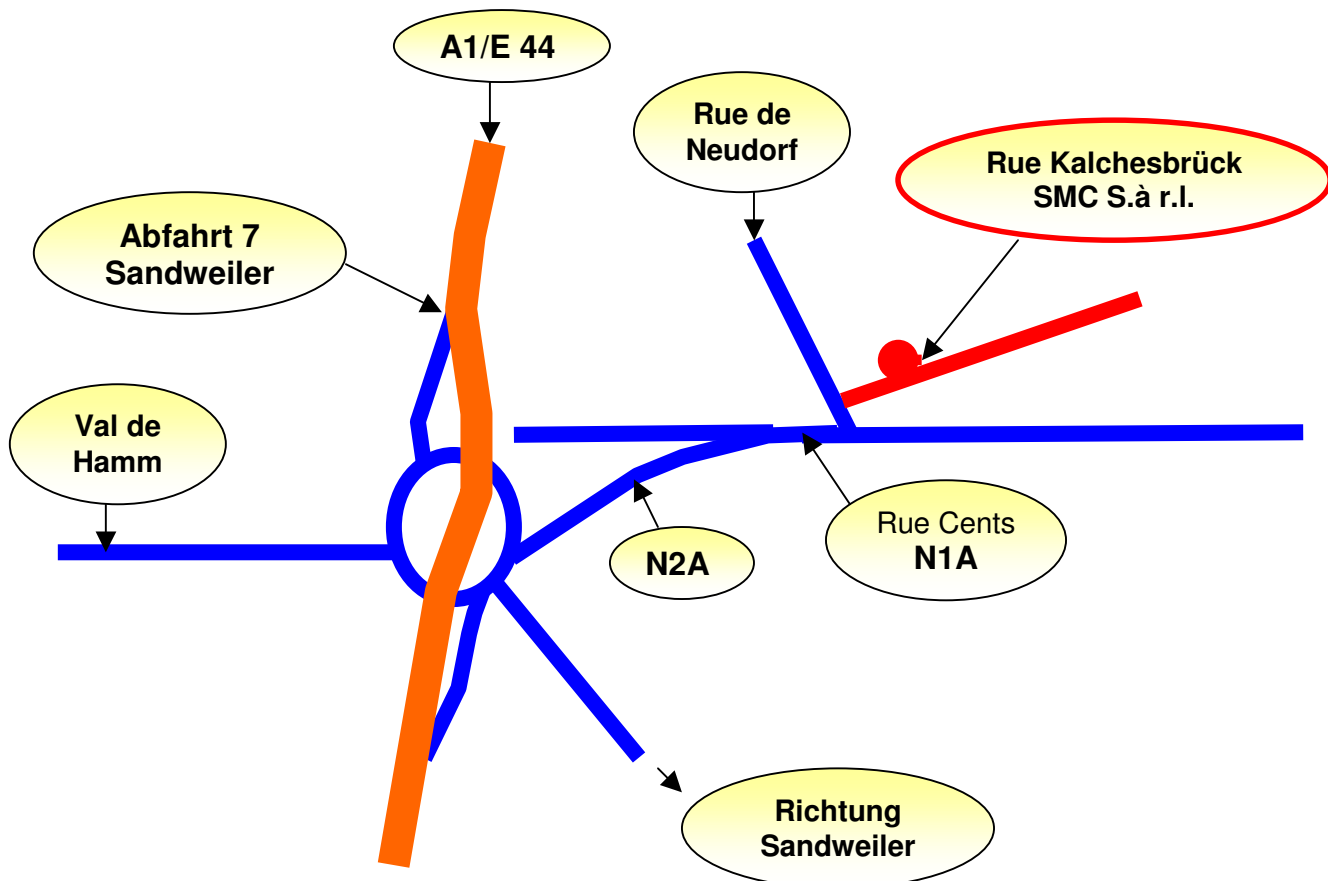 A1/E 44
Rue de
Neudorf
Rue Kalchesbrück
SMC S.à r.l.
Abfahrt 7
Sandweiler
Val de
Hamm
Rue Cents
N1A
N2A
Richtung
Sandweiler